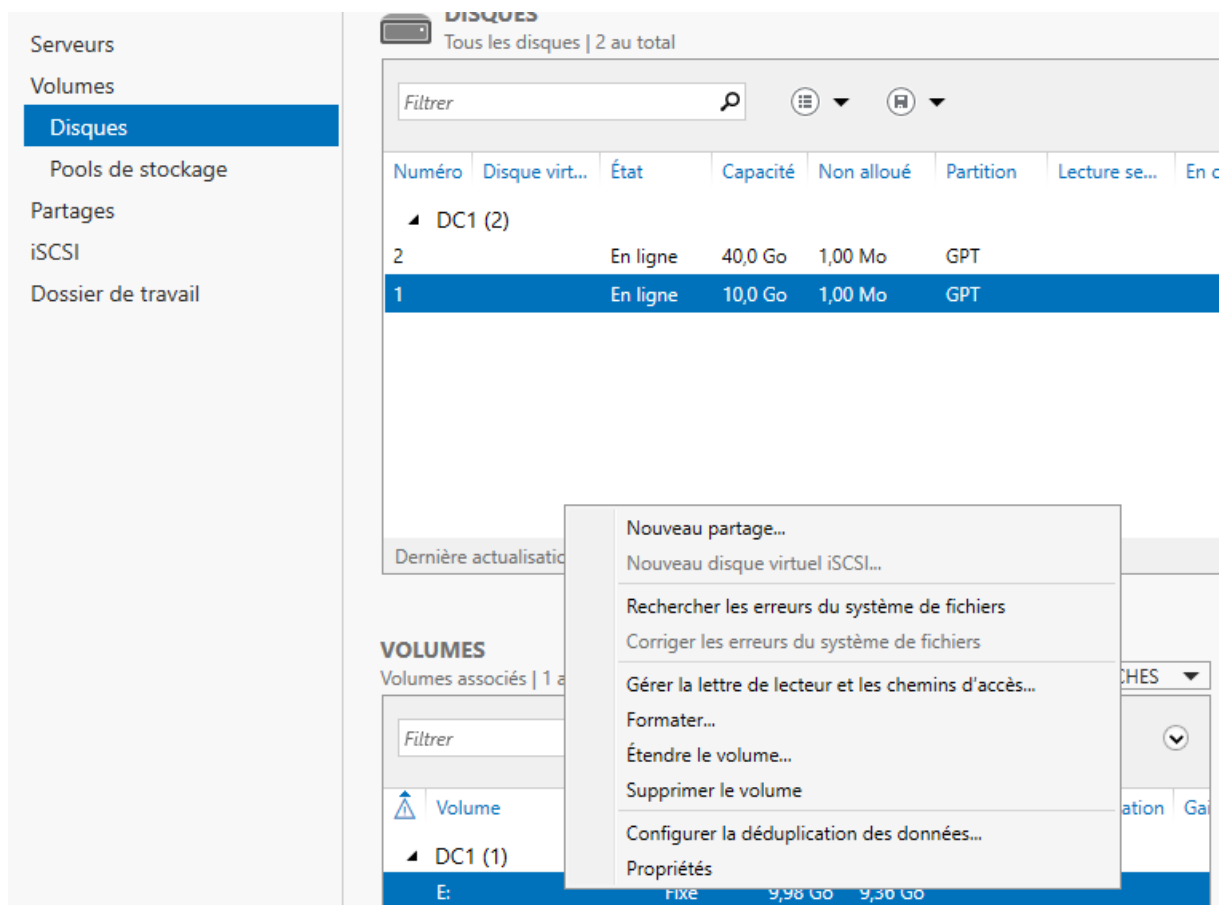 Serveurs
Volumes
Disques
Pools de stockage
Partages
iSCSI
Dossier de travail
DISQUES
Tous les disques | 2 au total
Filtrer
Numéro Disque virt... État Capacité Non alloué Partition Lecture se... En c
DC1 (2)
2 En ligne 40,0 Go 1,00 Mo GPT
1 En ligne 10,0 Go 1,00 Mo GPT
Dernière actualisatio
Nouveau partage...
Nouveau disque virtuel iSCSI...
Rechercher les erreurs du système de fichiers
Corriger les erreurs du système de fichiers
Gérer la lettre de lecteur et les chemins d'accès...
Formater...
Étendre le volume...
Supprimer le volume
Configurer la déduplication des données...
Propriétés
VOLUMES
Volumes associés | 1 a
CHES
Filtrer
Volume ation Gai
DC1 (1)
E: Fixe 9,98 Go 9,36 Go